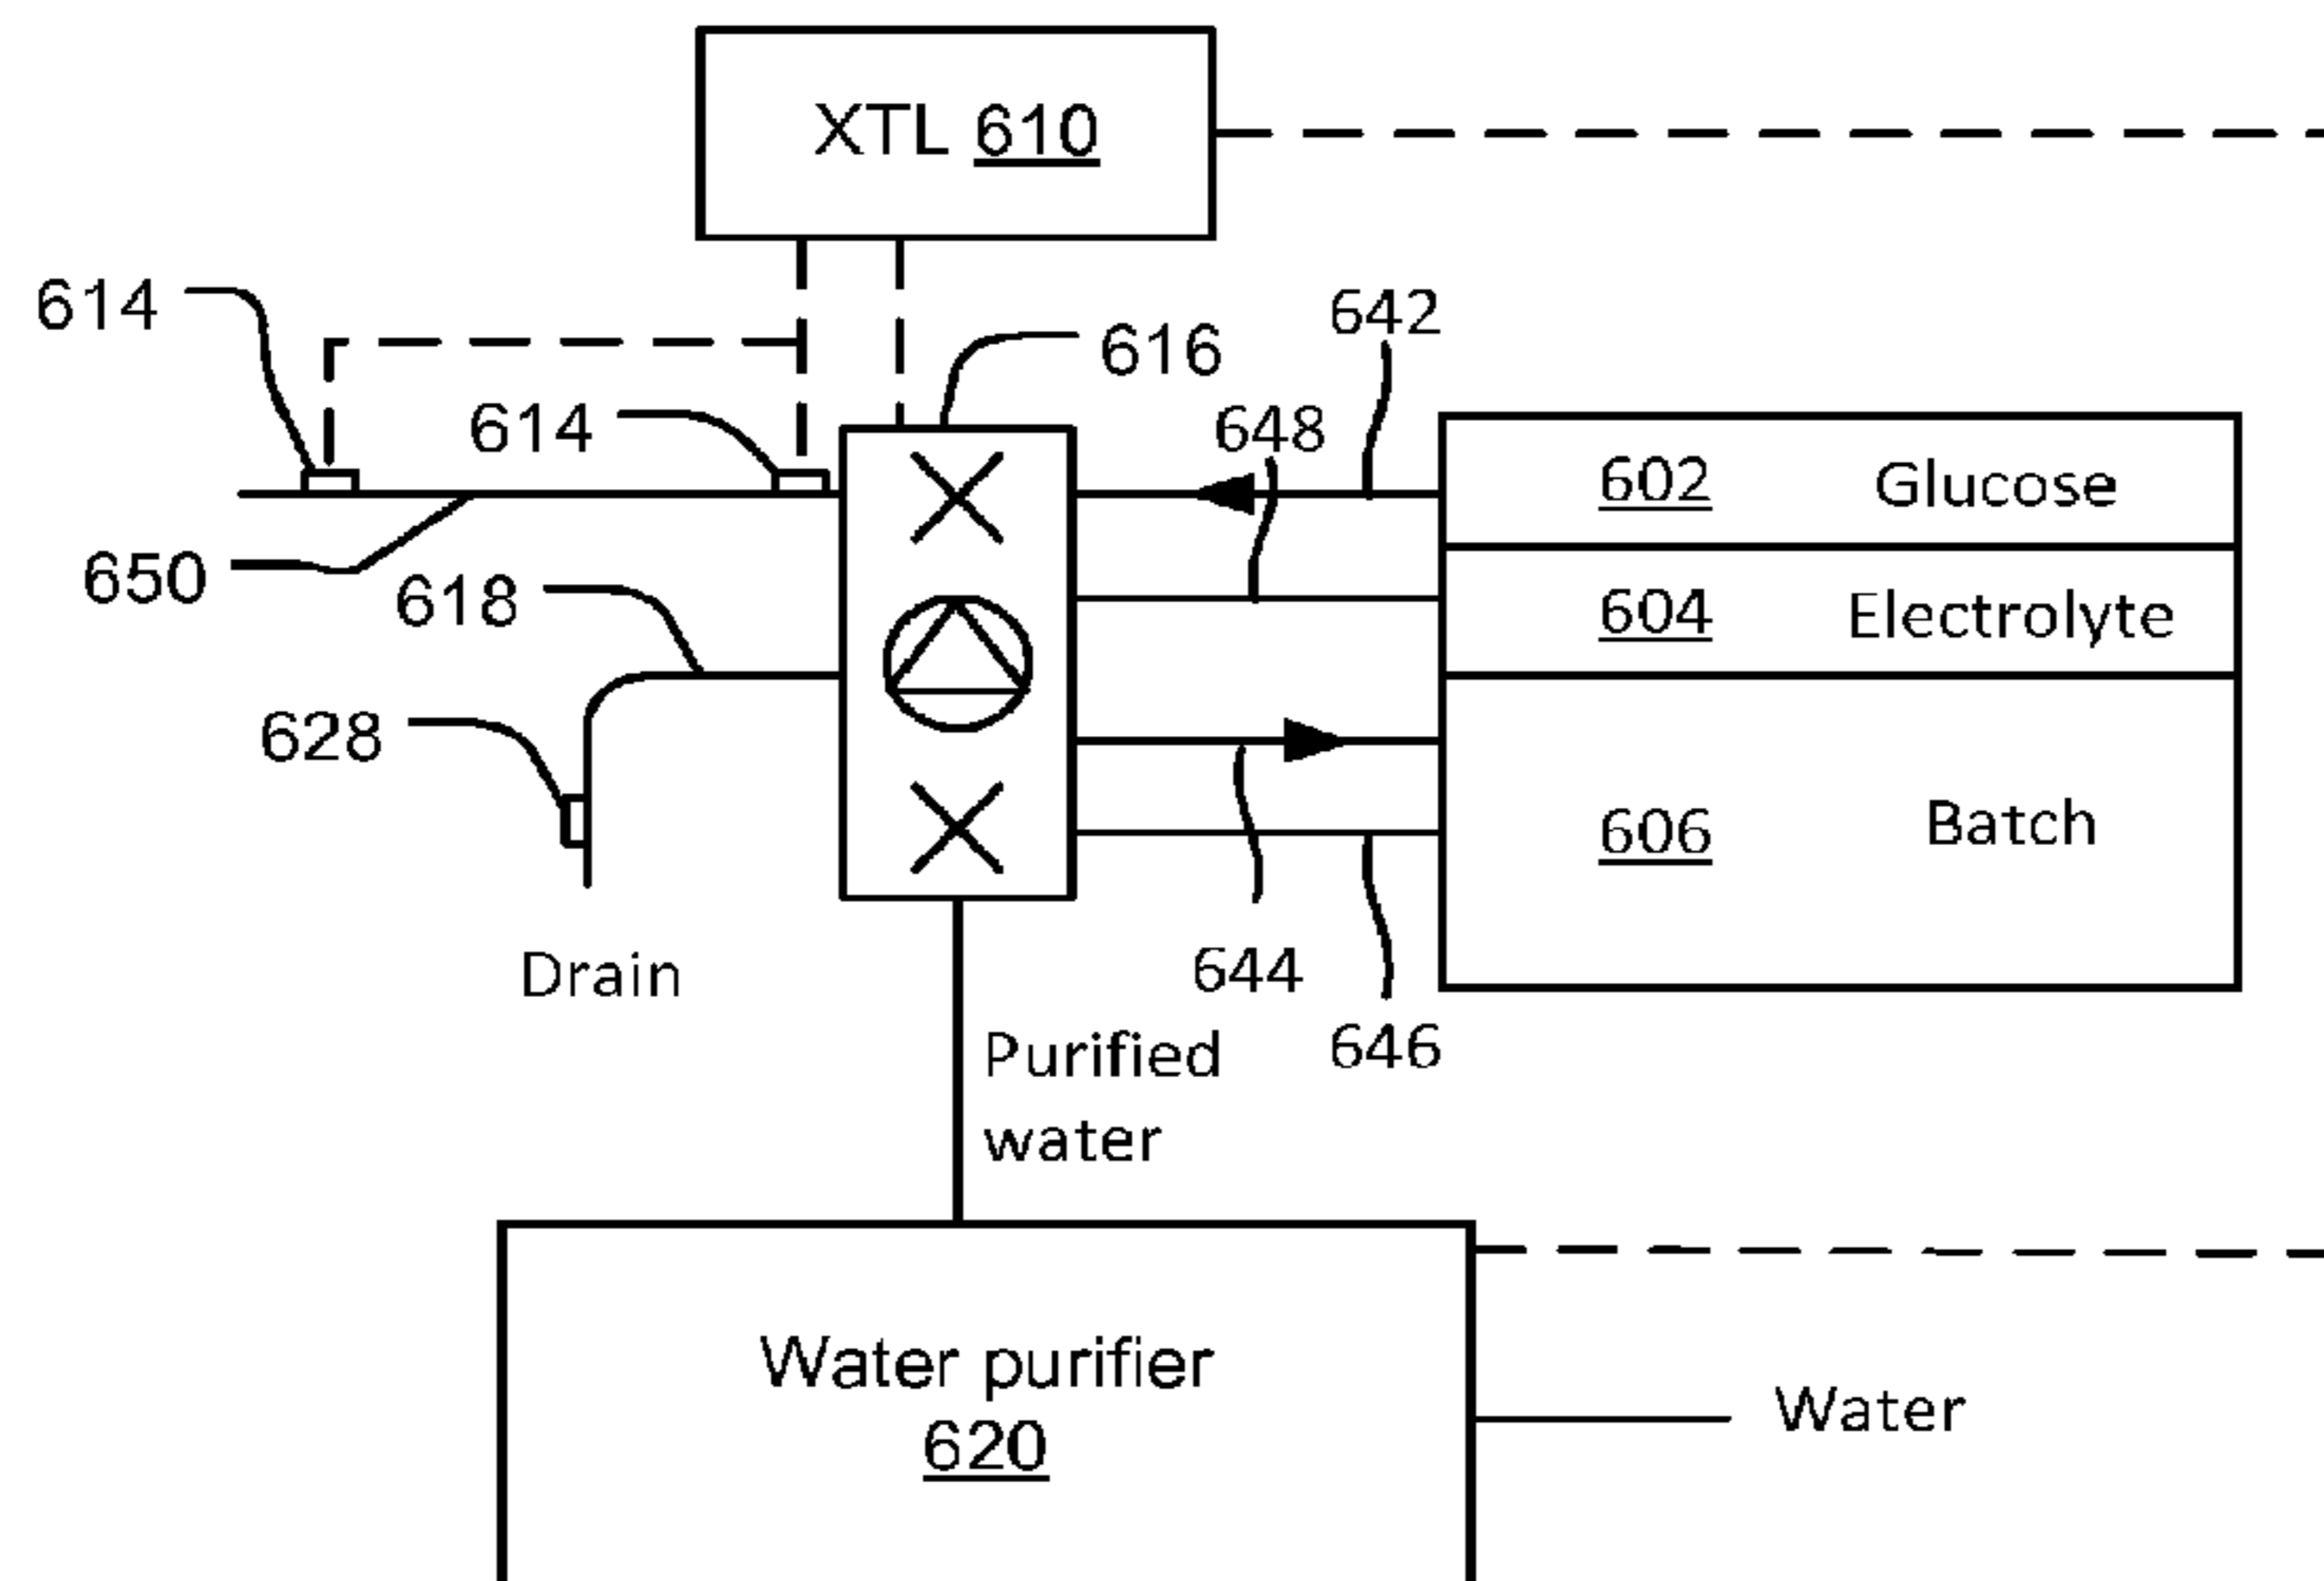 XTL 610
614
642
616
614
648
602 Glucose
650
618
604 Electrolyte
628
606 Batch
644
Drain
646
Purified
water
Water purifier
620
Water